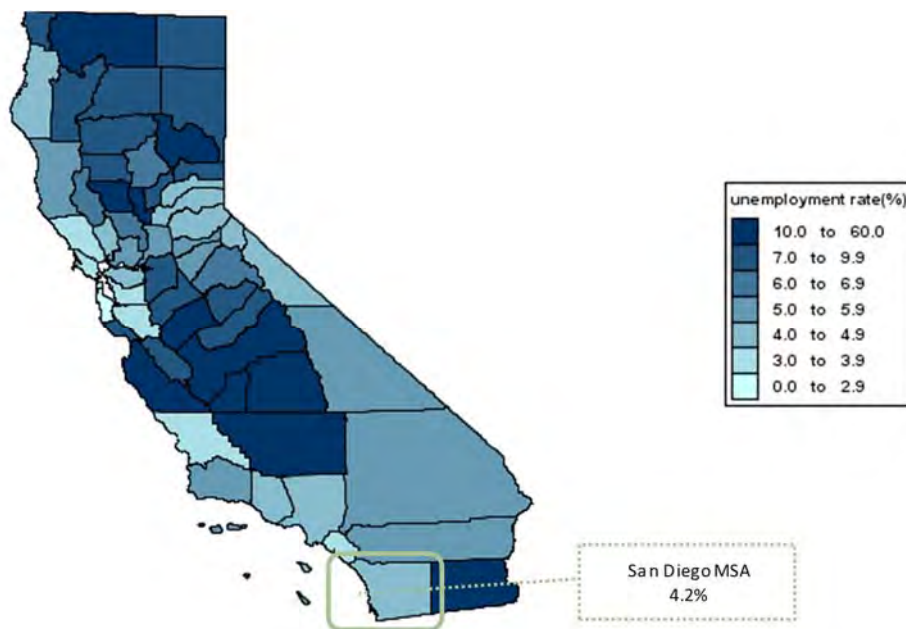 unemployment rate(%)
10.0 to 60.0
7.0 to 9.9
6.0 to 6.9
5.0 to 5.9
4.0 to 4.9
3.0 to 3.9
0.0 to 2.9
San Diego MSA
4.2%